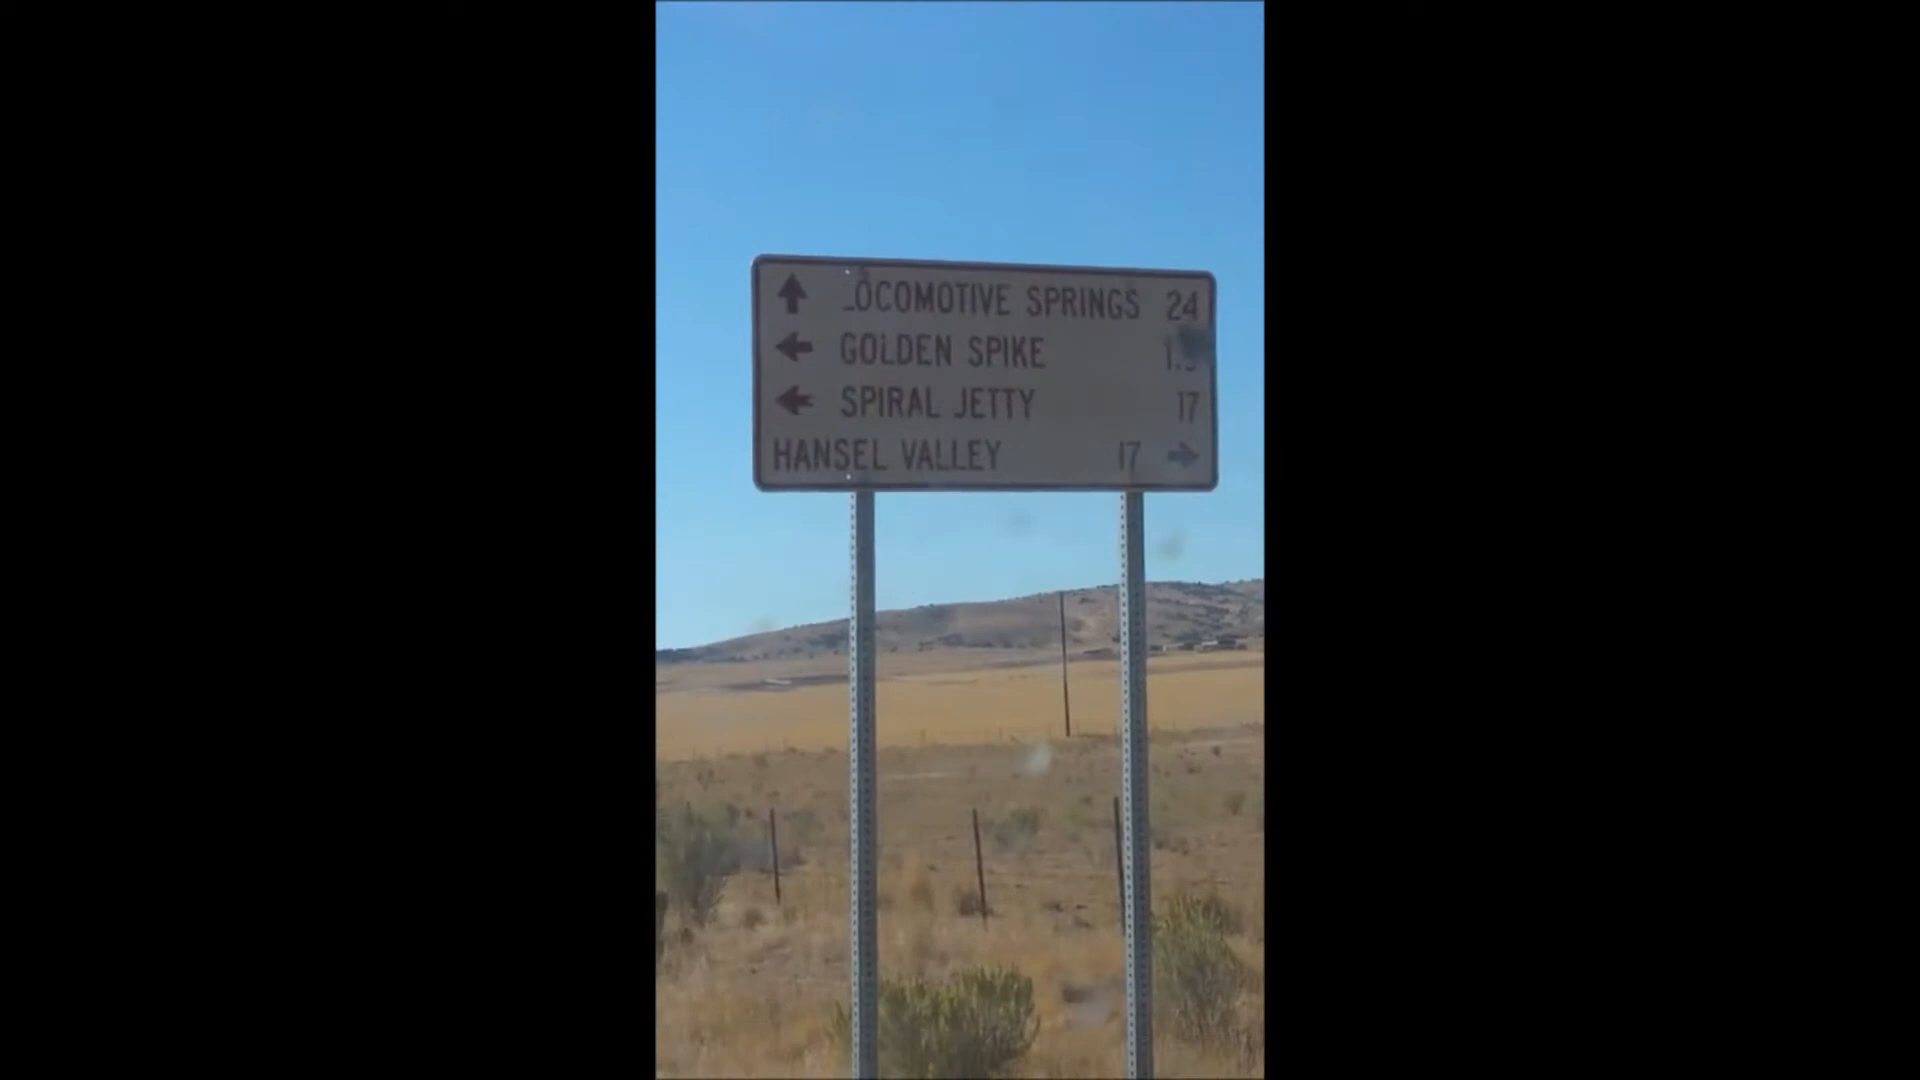 LOCOMOTIVE SPRINGS 24
GOLDEN SPIKE
SPIRAL JETTY 17
HANSEL VALLEY 17